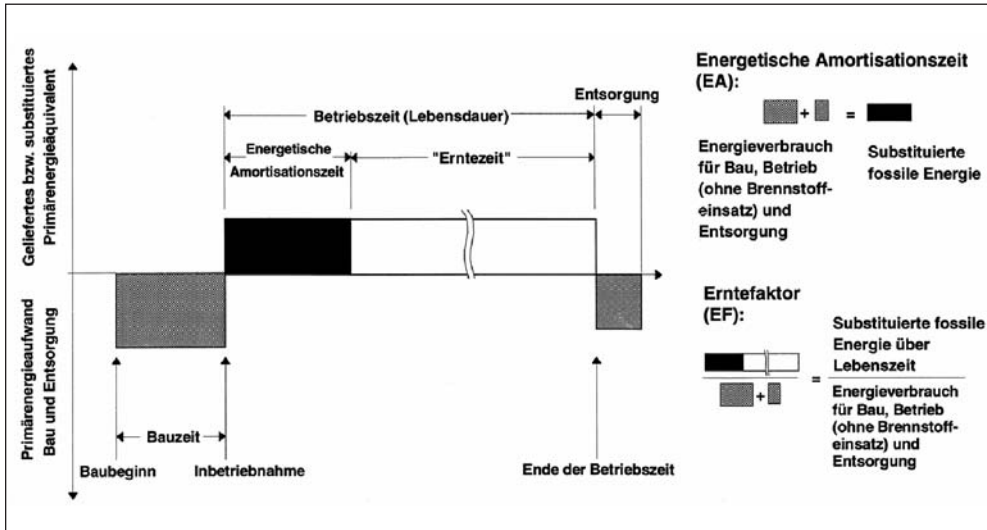 Geliefertes bzw. substituiertes
Primärenergieäquivalent
Primärenergieaufwand
Bau und Entsorgung
Entsorgung
Betriebszeit (Lebensdauer)
Energetische
Amortisationszeit
"Erntezeit"
Bauzeit
Baubeginn
Inbetriebnahme
Ende der Betriebszeit
Energetische Amortisationszeit
(EA):
+ =
Energieverbrauch
für Bau, Betrieb
(ohne Brennstoff-
einsatz) und
Entsorgung
Substituierte
fossile Energie
Erntefaktor
(EF):
+
=
Substituierte fossile
Energie über
Lebenszeit
Energieverbrauch
für Bau, Betrieb
(ohne Brennstoff-
einsatz) und
Entsorgung